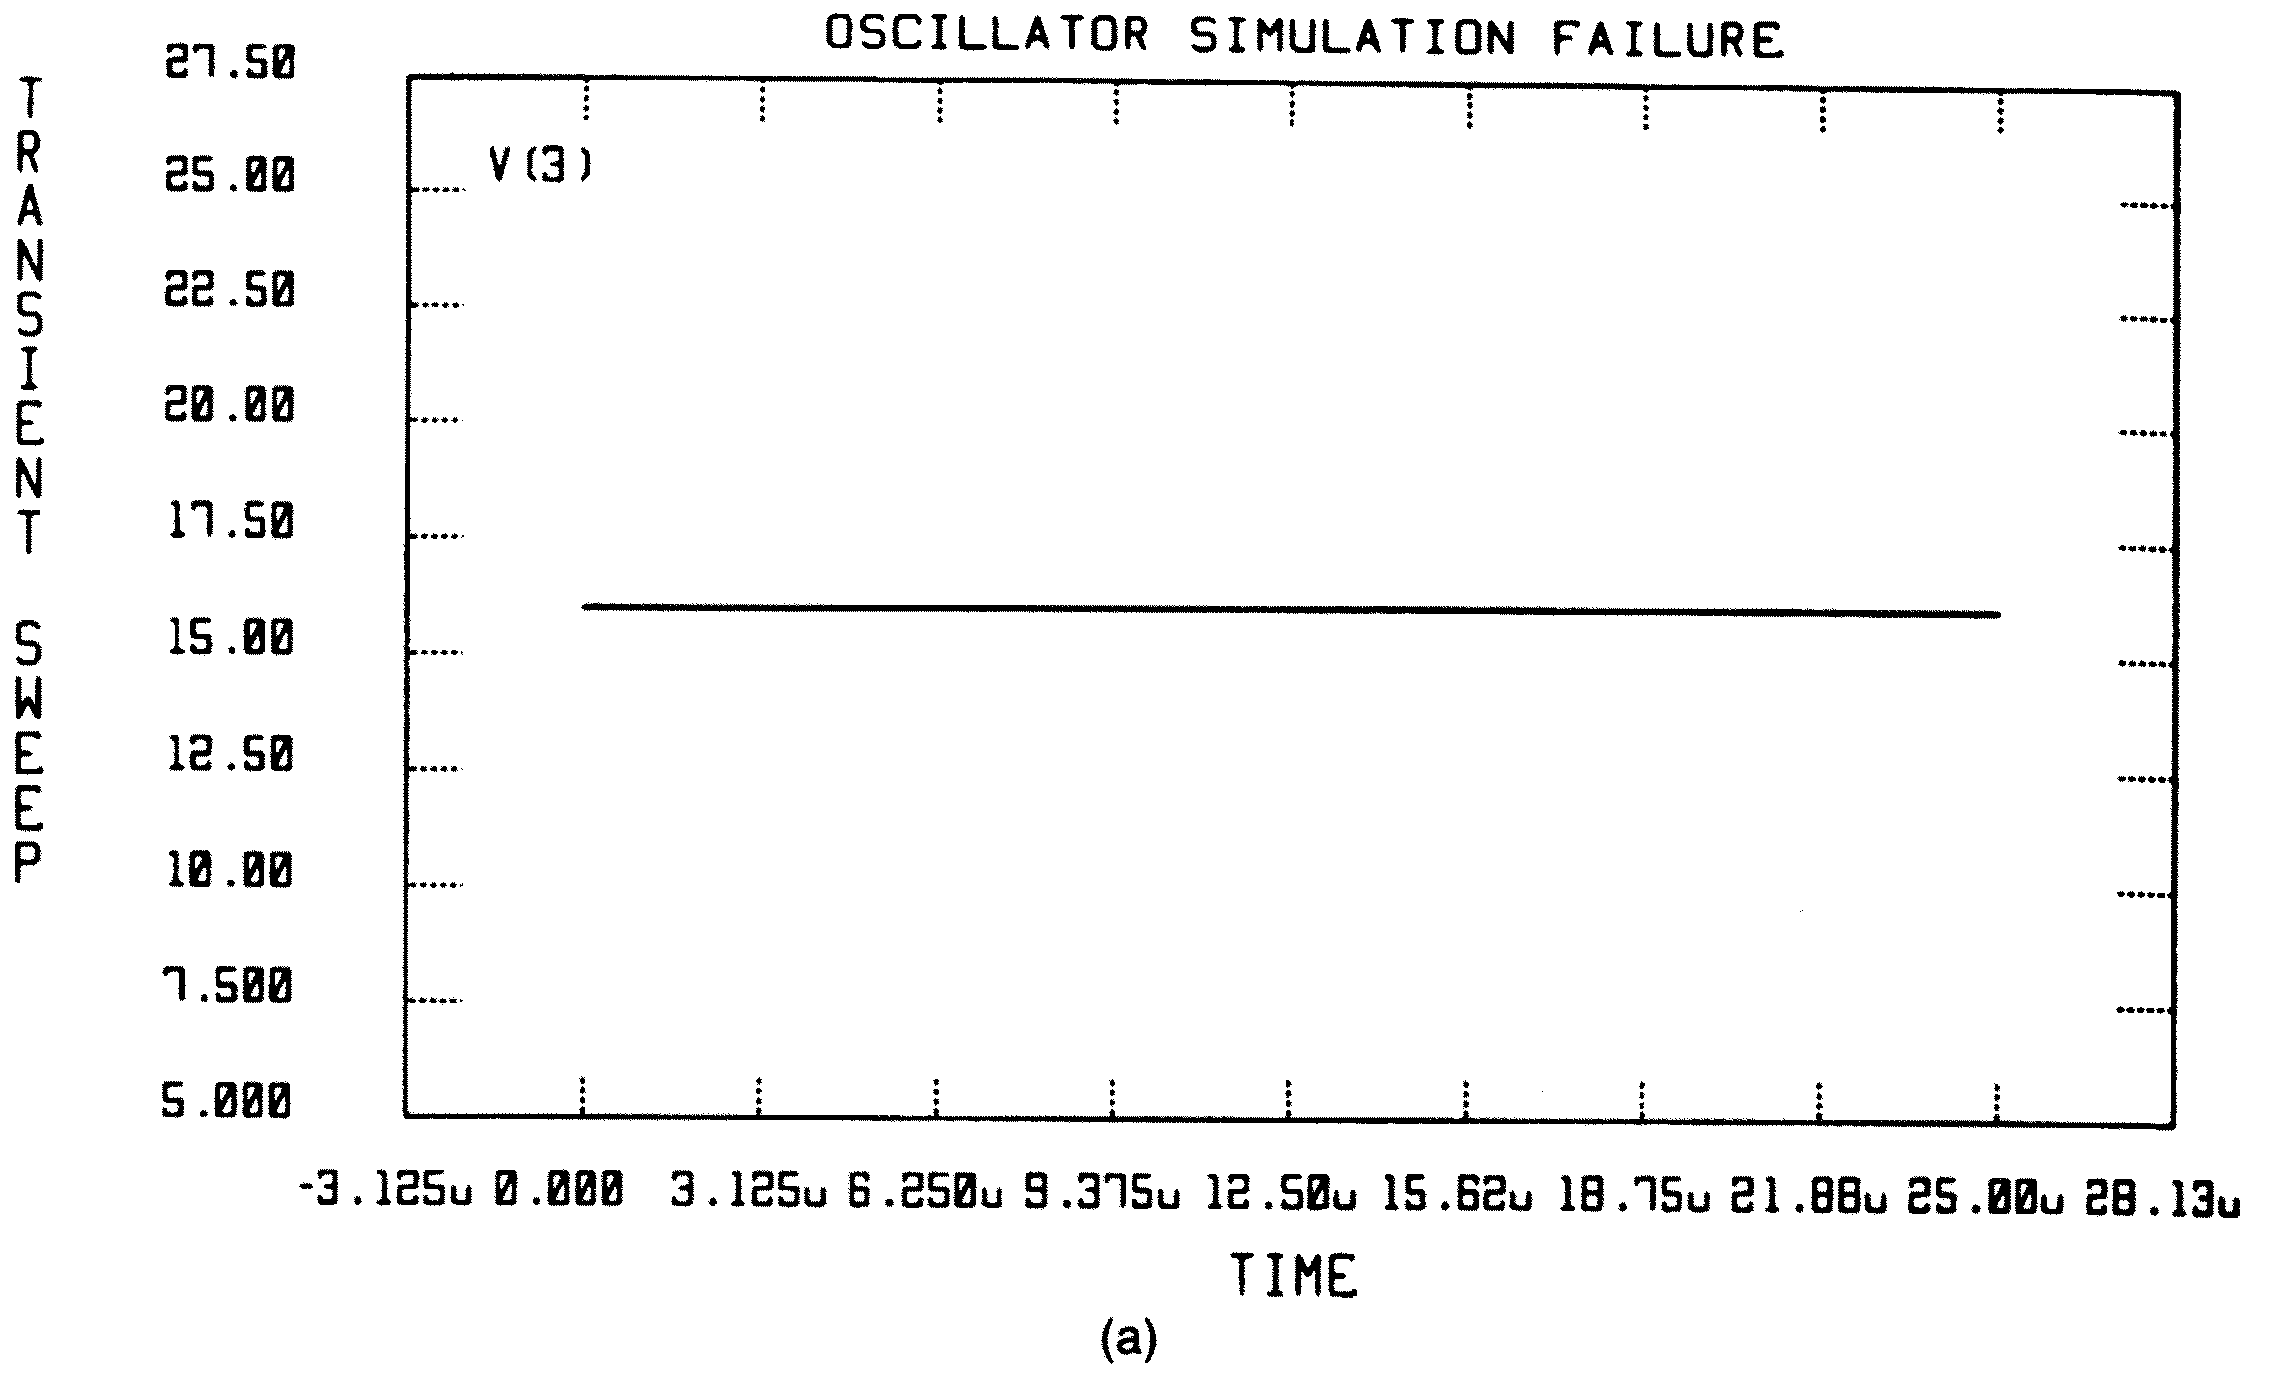 OSCILLATOR SIMULATION FAILURE
TRANSIENT SWEEP
27.50
25.00
22.50
20.00
17.50
15.00
12.50
10.00
7.500
5.000
V(3)
-3.125u 0.000 3.125u 6.250u 9.375u 12.50u 15.62u 18.75u 21.88u 25.00u 28.13u
TIME
(a)